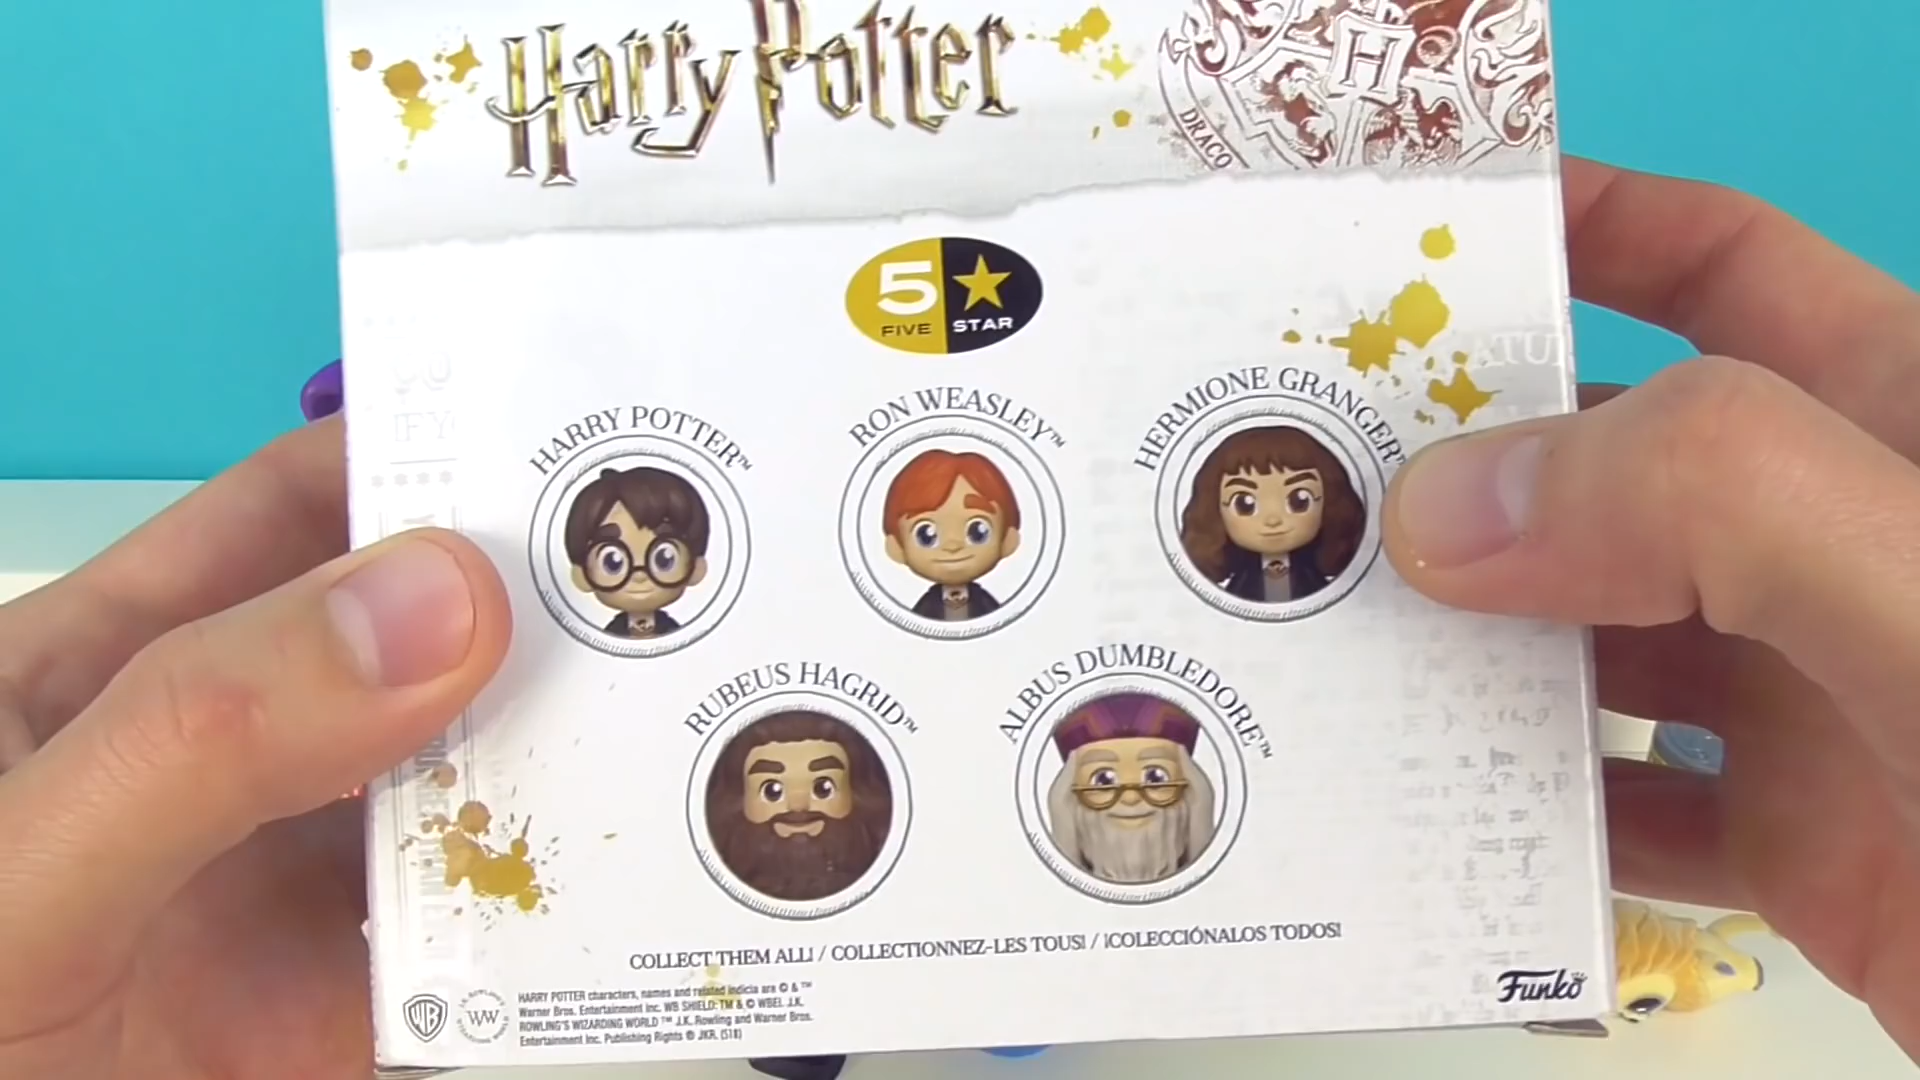 Harry Potter
H
DRACO
5
FIVE STAR
HARRY POTTER™
RON WEASLEY™
HERMIONE GRANGER™
RUBEUS HAGRID™
ALBUS DUMBLEDORE™
COLLECT THEM ALL! / COLLECTIONNEZ-LES TOUS! / ¡COLECCIÓNALOS TODOS!
WB
WW
HARRY POTTER characters, names and related indicia are © & ™
Warner Bros. Entertainment Inc. WB SHIELD: TM & © WBEI. J.K.
ROWLING'S WIZARDING WORLD ™ J.K. Rowling and Warner Bros.
Entertainment Inc. Publishing Rights © JKR. (S18)
Funko